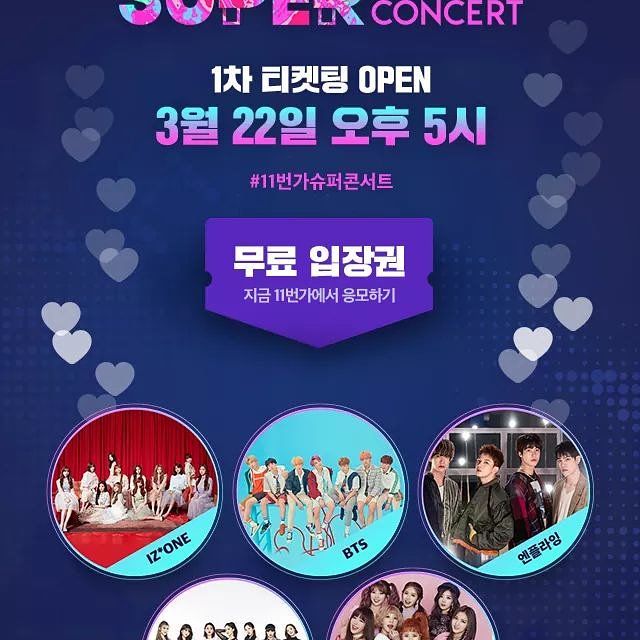 SUPER CONCERT
1차 티켓팅 OPEN
3월 22일 오후 5시
#11번가슈퍼콘서트
무료 입장권
지금 11번가에서 응모하기
IZ*ONE
BTS
엔플라잉